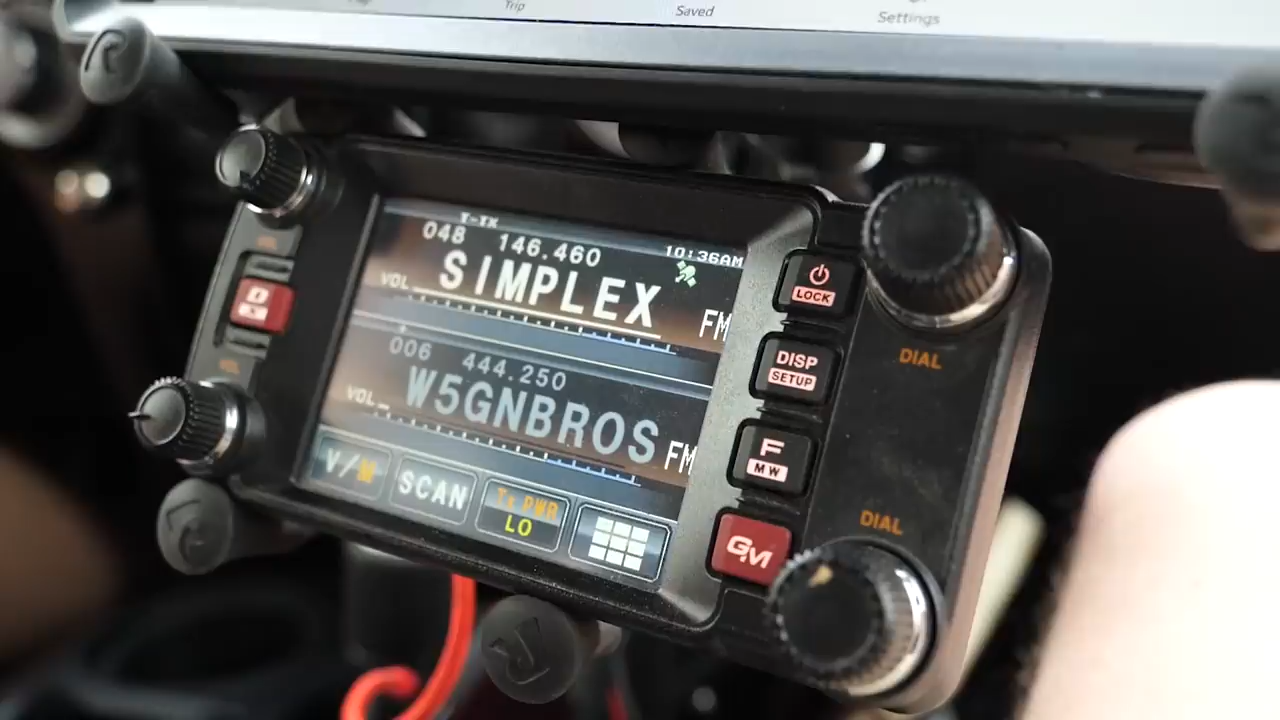 Trip
Saved
Settings
048 146.460
10:36AM
SIMPLEX
VOL
FM
006 444.250
W5GNBROS
VOL
FM
V/M
SCAN
Tx PWR
LO
LOCK
DISP
SETUP
F
MW
GM
DIAL
DIAL
VOL